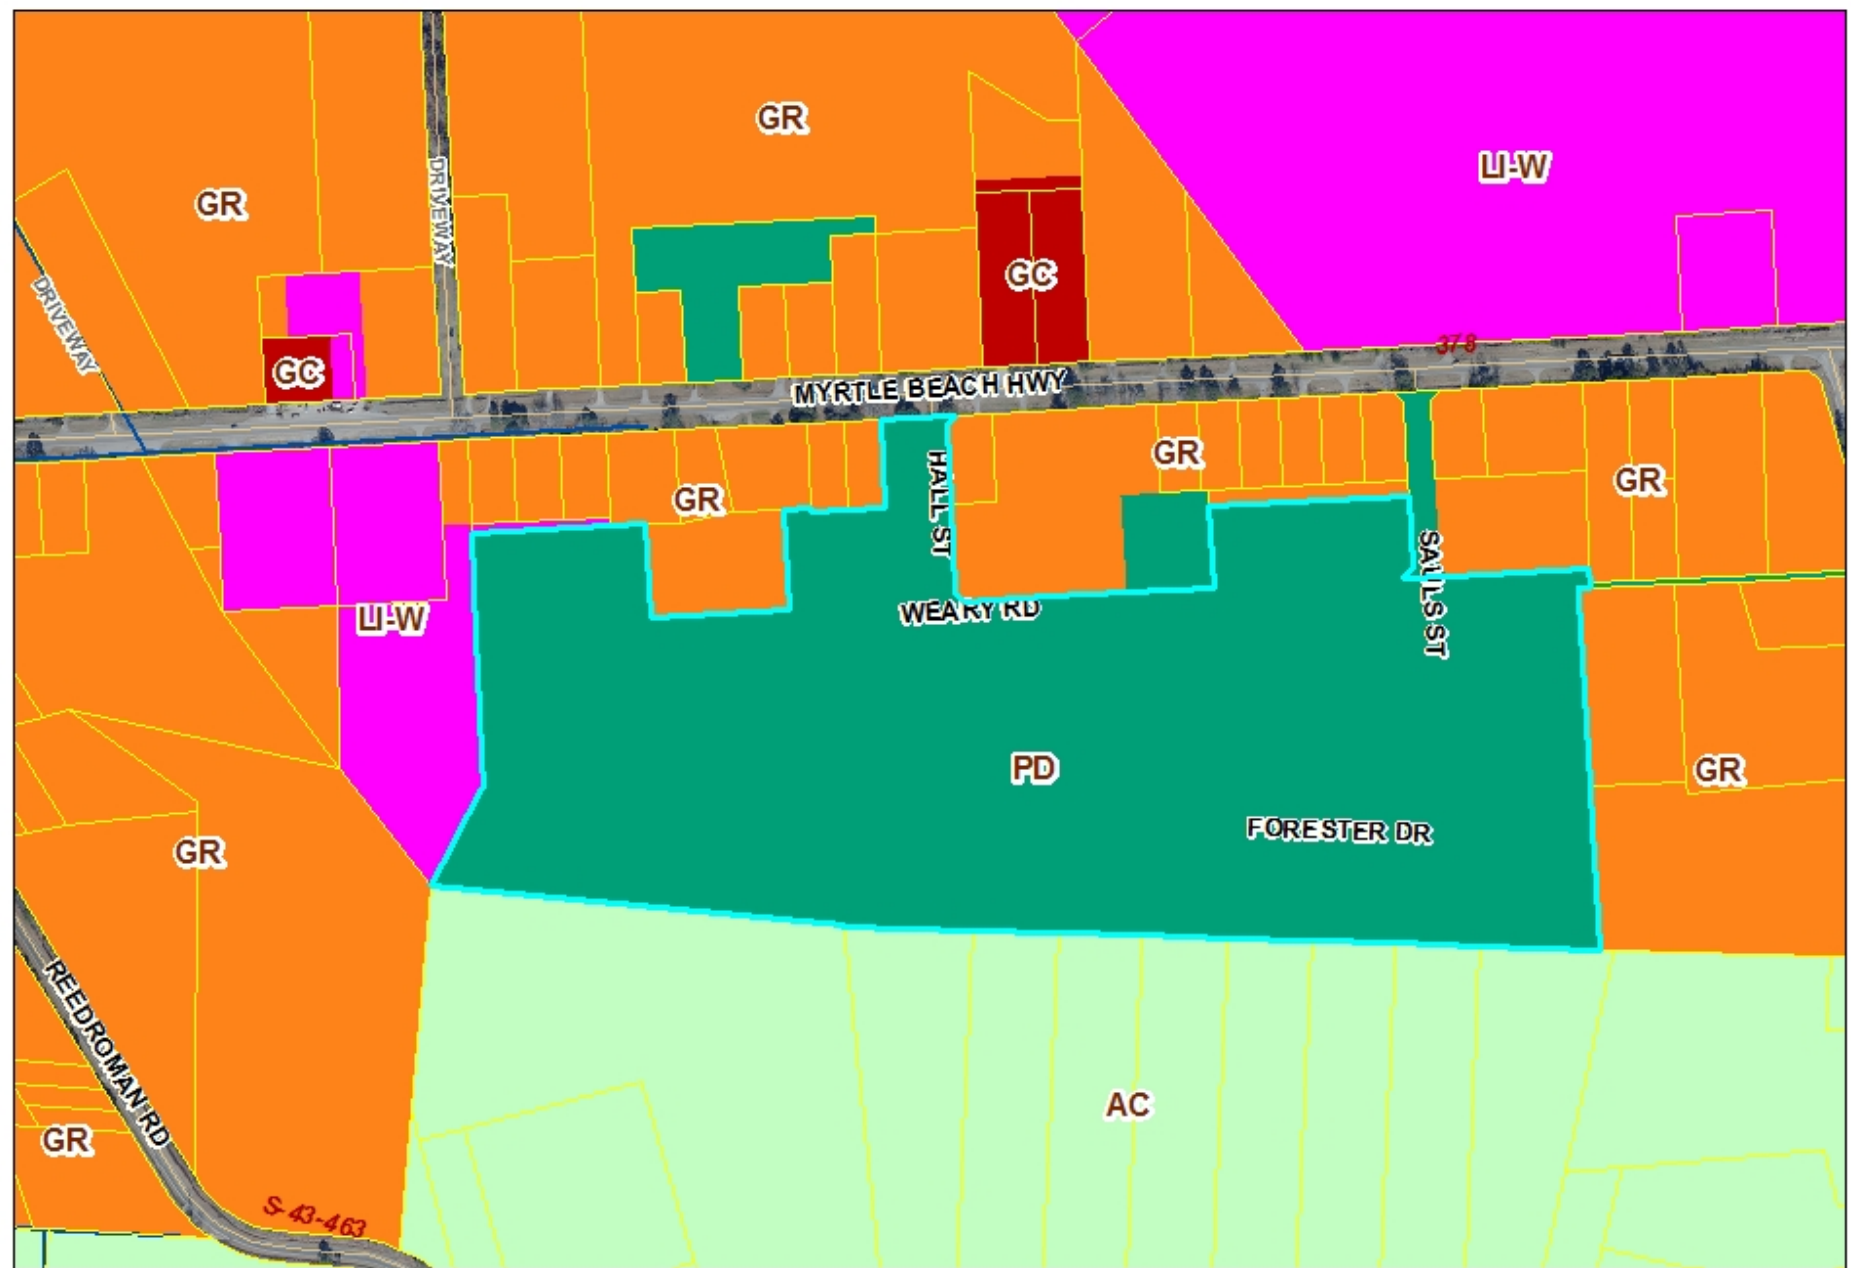 GR
LI-W
DRIVEWAY
GR
DRIVEWAY
GC
GC
378
MYRTLE BEACH HWY
HALL ST
GR
GR
GR
SAULS ST
WEARY RD
LI-W
PD
GR
FORESTER DR
GR
REEDROMAN RD
AC
GR
S-43-463